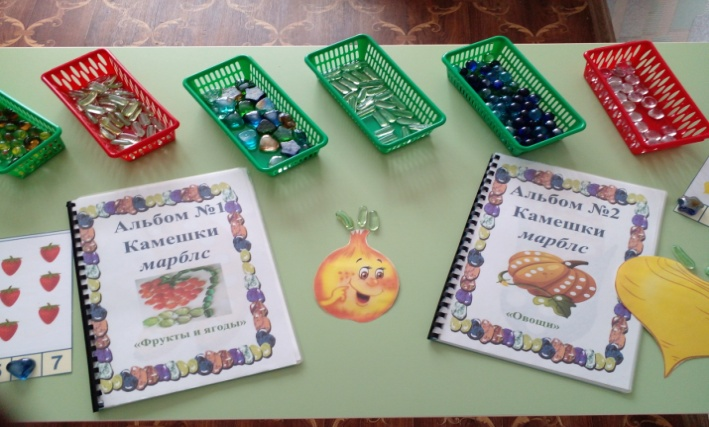 Альбом №1
Камешки
марблс
«Фрукты и ягоды»
Альбом №2
Камешки
марблс
«Овощи»
7